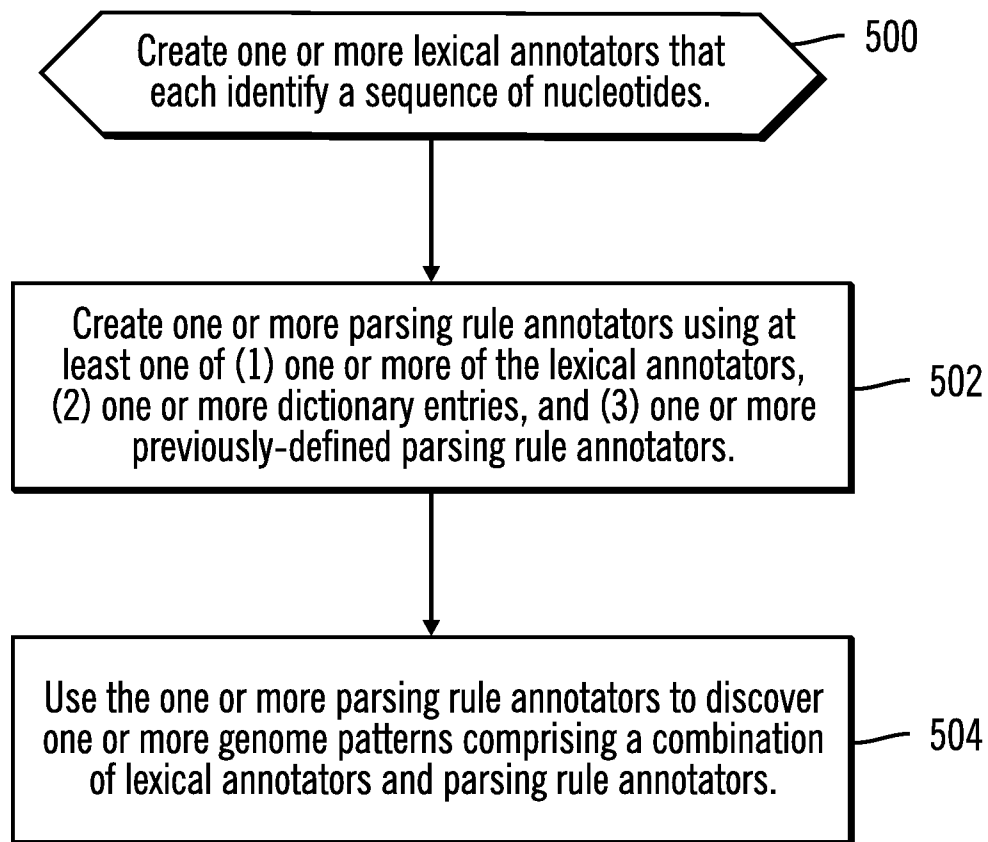 Create one or more lexical annotators that
each identify a sequence of nucleotides.
500
Create one or more parsing rule annotators using at
least one of (1) one or more of the lexical annotators,
(2) one or more dictionary entries, and (3) one or more
previously-defined parsing rule annotators.
502
Use the one or more parsing rule annotators to discover
one or more genome patterns comprising a combination
of lexical annotators and parsing rule annotators.
504